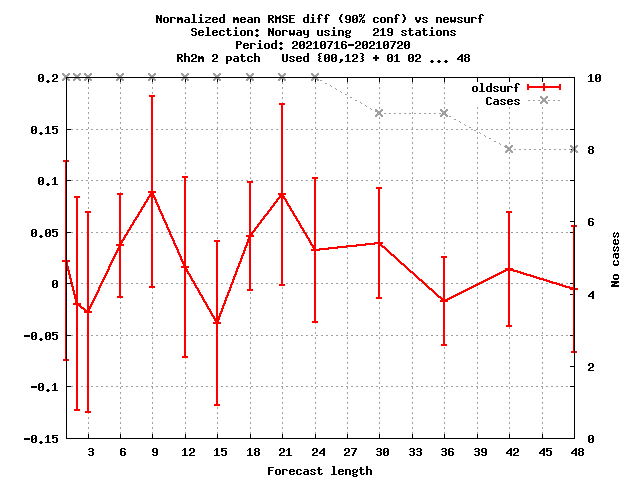 Normalized mean RMSE diff (90% conf) vs newsurf
Selection: Norway using   219 stations
Period: 20210716-20210720
Rh2m 2 patch   Used {00,12} + 01 02 ... 48
oldsurf
Cases
0.2
0.15
0.1
0.05
0
-0.05
-0.1
-0.15
10
8
6
4
2
0
No cases
3 6 9 12 15 18 21 24 27 30 33 36 39 42 45 48
Forecast length